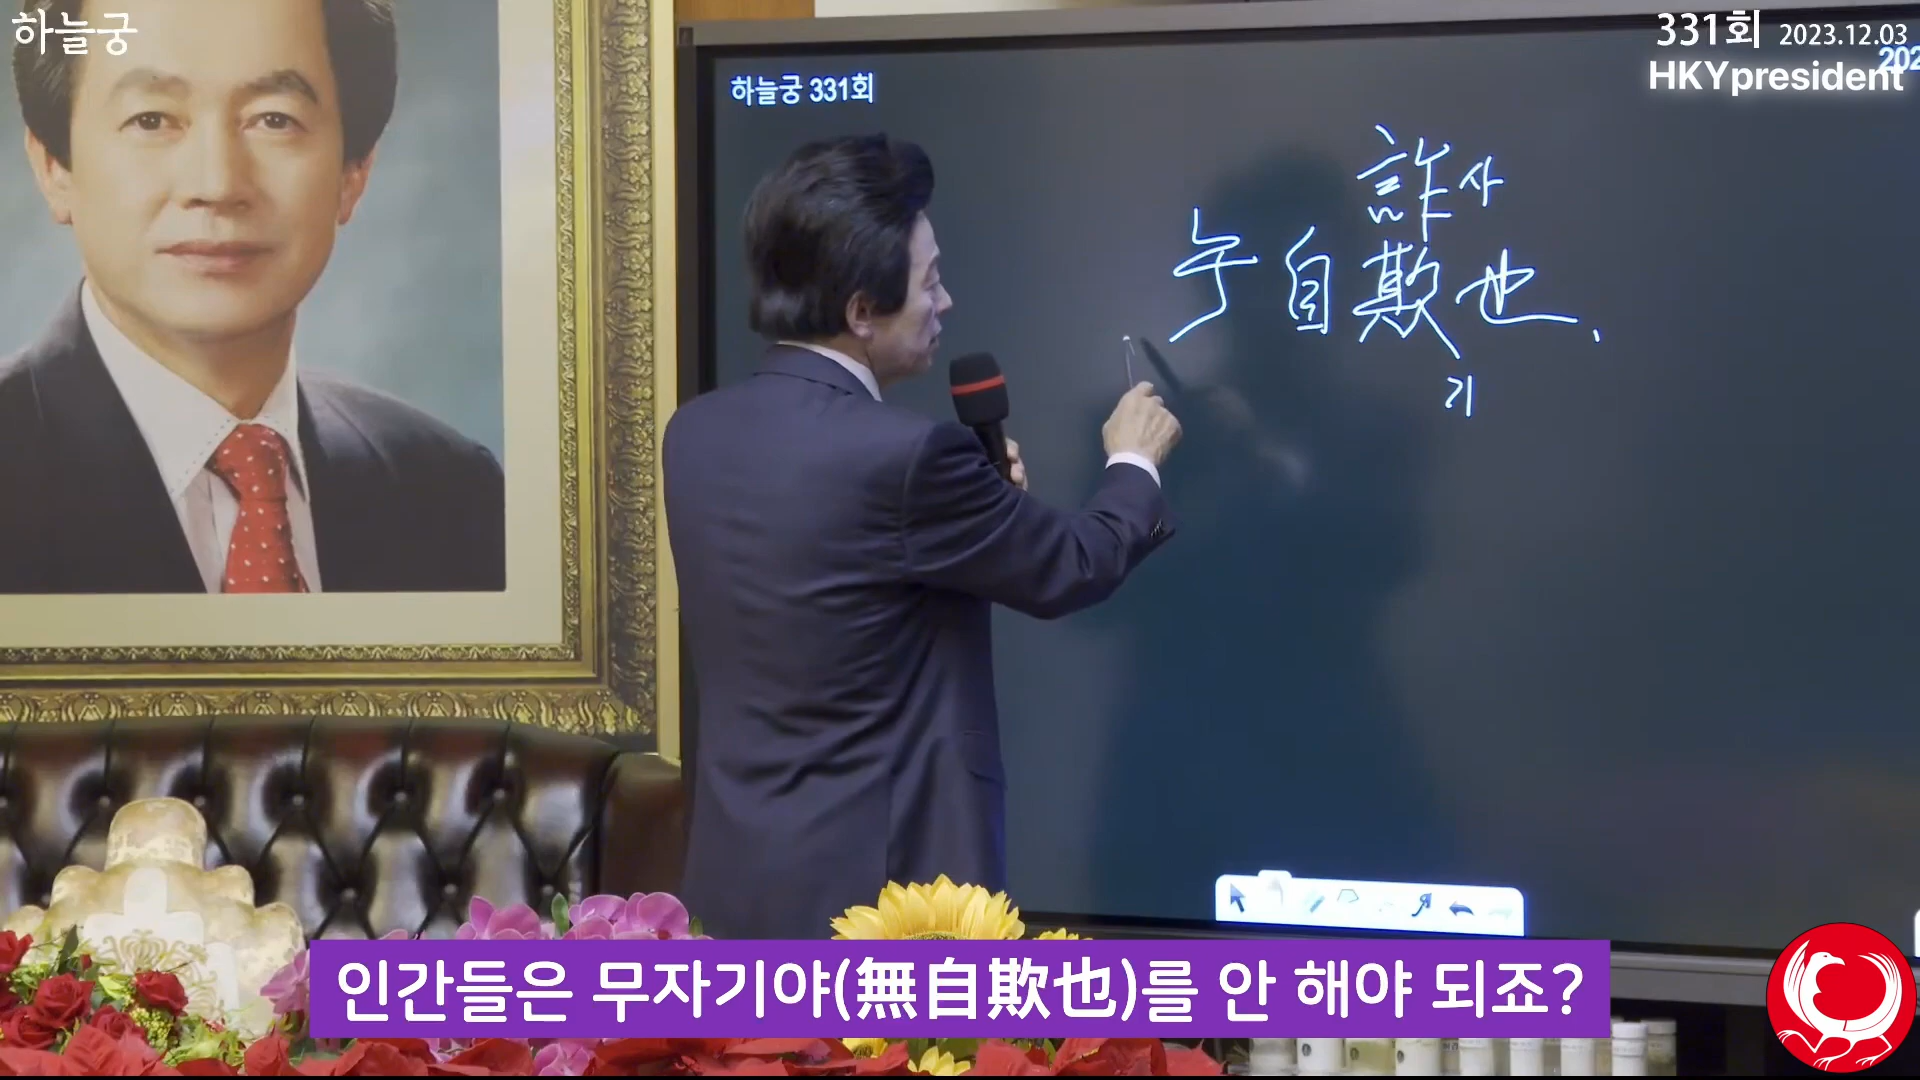 하늘궁
331회 2023.12.03
HKYpresident
하늘궁 331회
202
詐 사
自欺也、
기
인간들은 무자기야(無自欺也)를 안 해야 되죠?